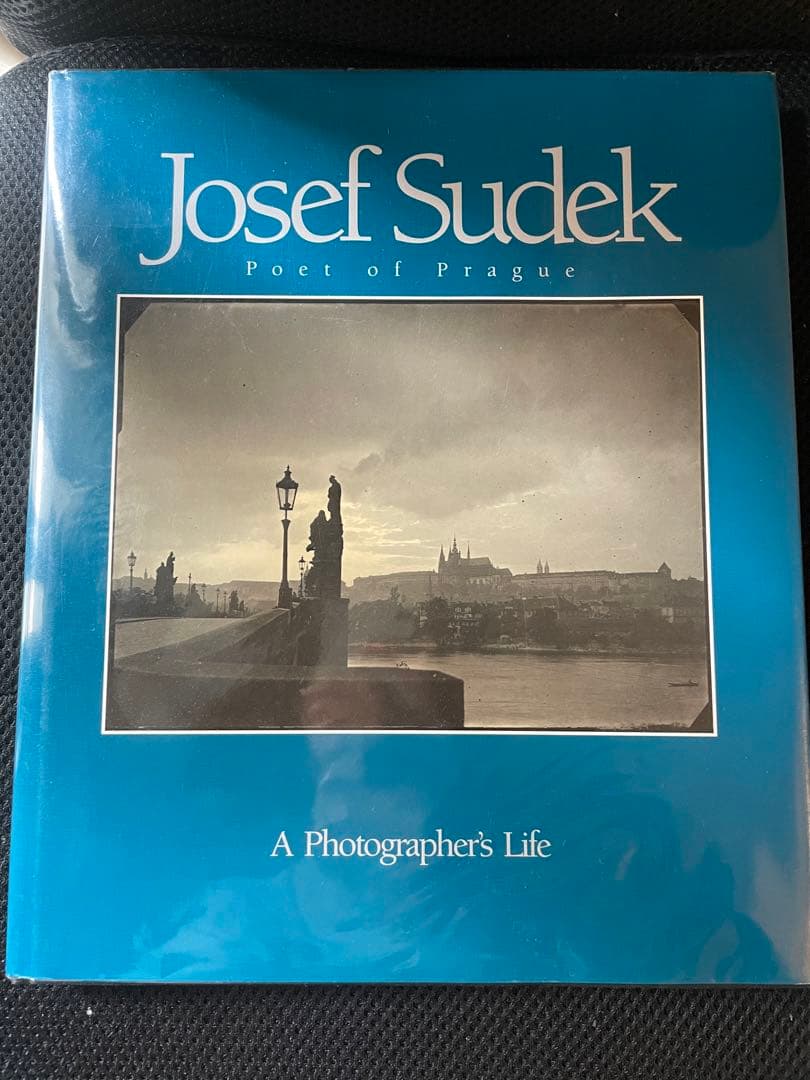 Josef Sudek
Poet of Prague
A Photographer's Life